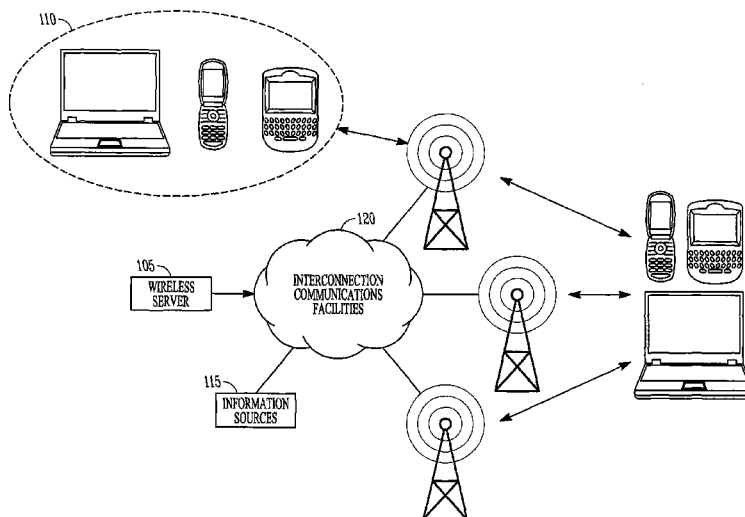 110
120
105
WIRELESS
SERVER
INTERCONNECTION
COMMUNICATIONS
FACILITIES
115
INFORMATION
SOURCES